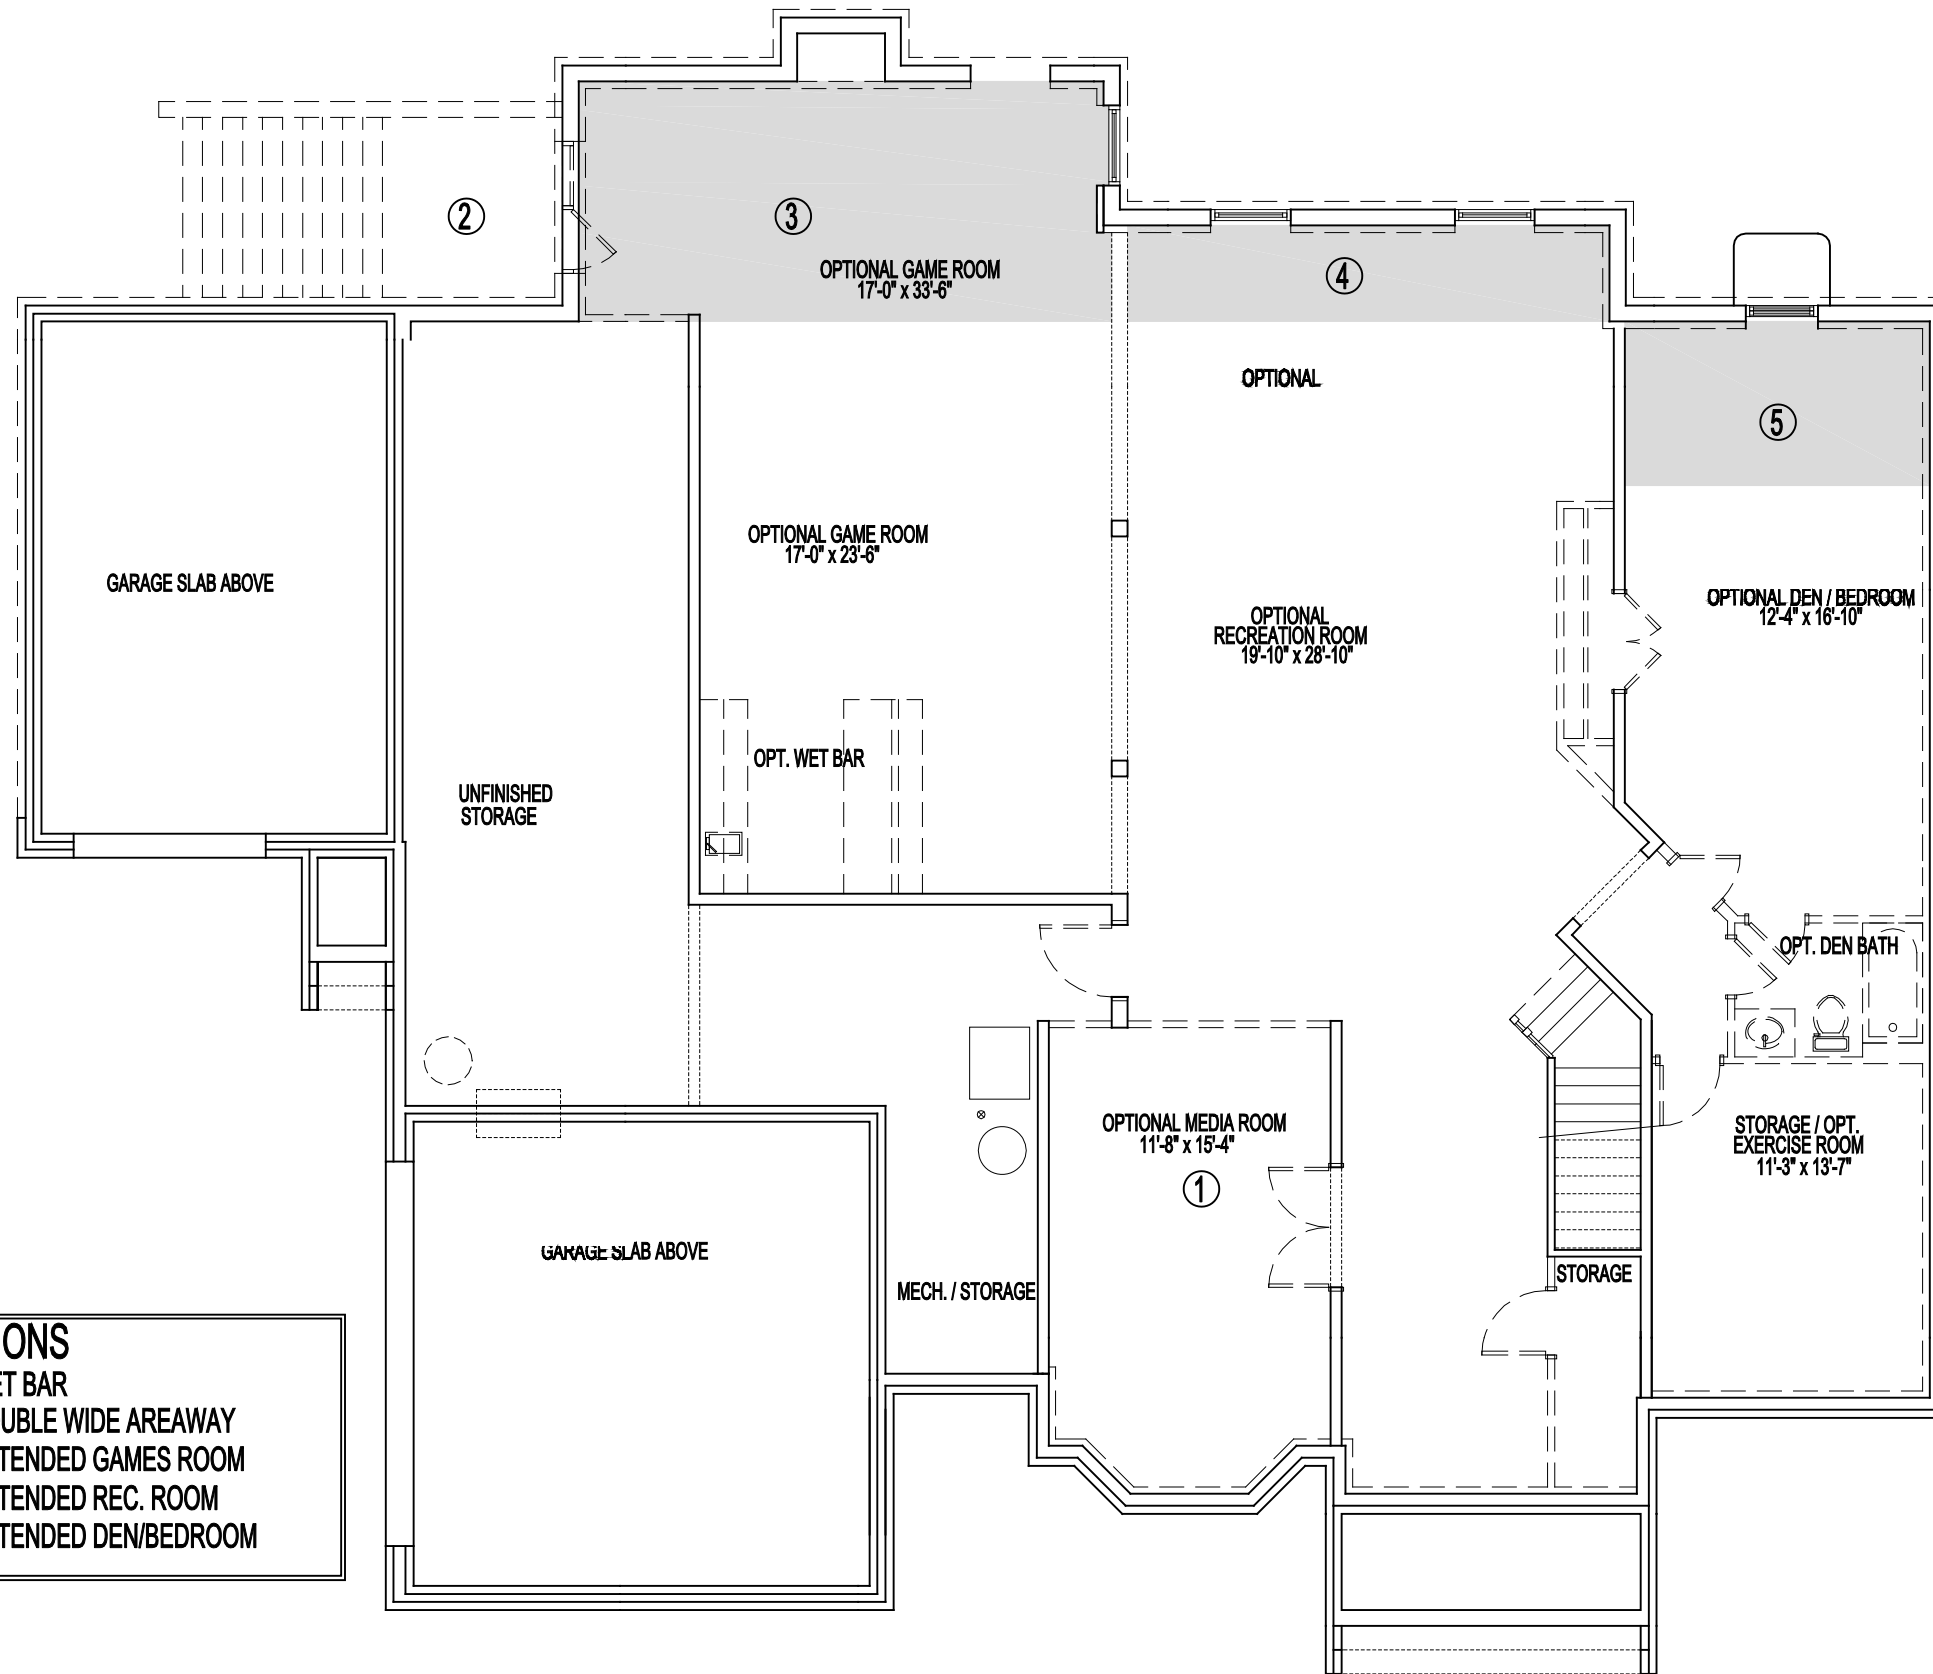 2
3
OPTIONAL GAME ROOM
17'-0" x 33'-6"
4
OPTIONAL
5
OPTIONAL GAME ROOM
17'-0" x 23'-6"
GARAGE SLAB ABOVE
OPTIONAL DEN / BEDROOM
12'-4" x 16'-10"
OPTIONAL
RECREATION ROOM
19'-10" x 28'-10"
OPT. WET BAR
UNFINISHED
STORAGE
OPT. DEN BATH
OPTIONAL MEDIA ROOM
11'-8" x 15'-4"
1
STORAGE / OPT.
EXERCISE ROOM
11'-3" x 13'-7"
GARAGE SLAB ABOVE
MECH. / STORAGE
STORAGE
ONS
ET BAR
UBLE WIDE AREAWAY
TENDED GAMES ROOM
TENDED REC. ROOM
TENDED DEN/BEDROOM